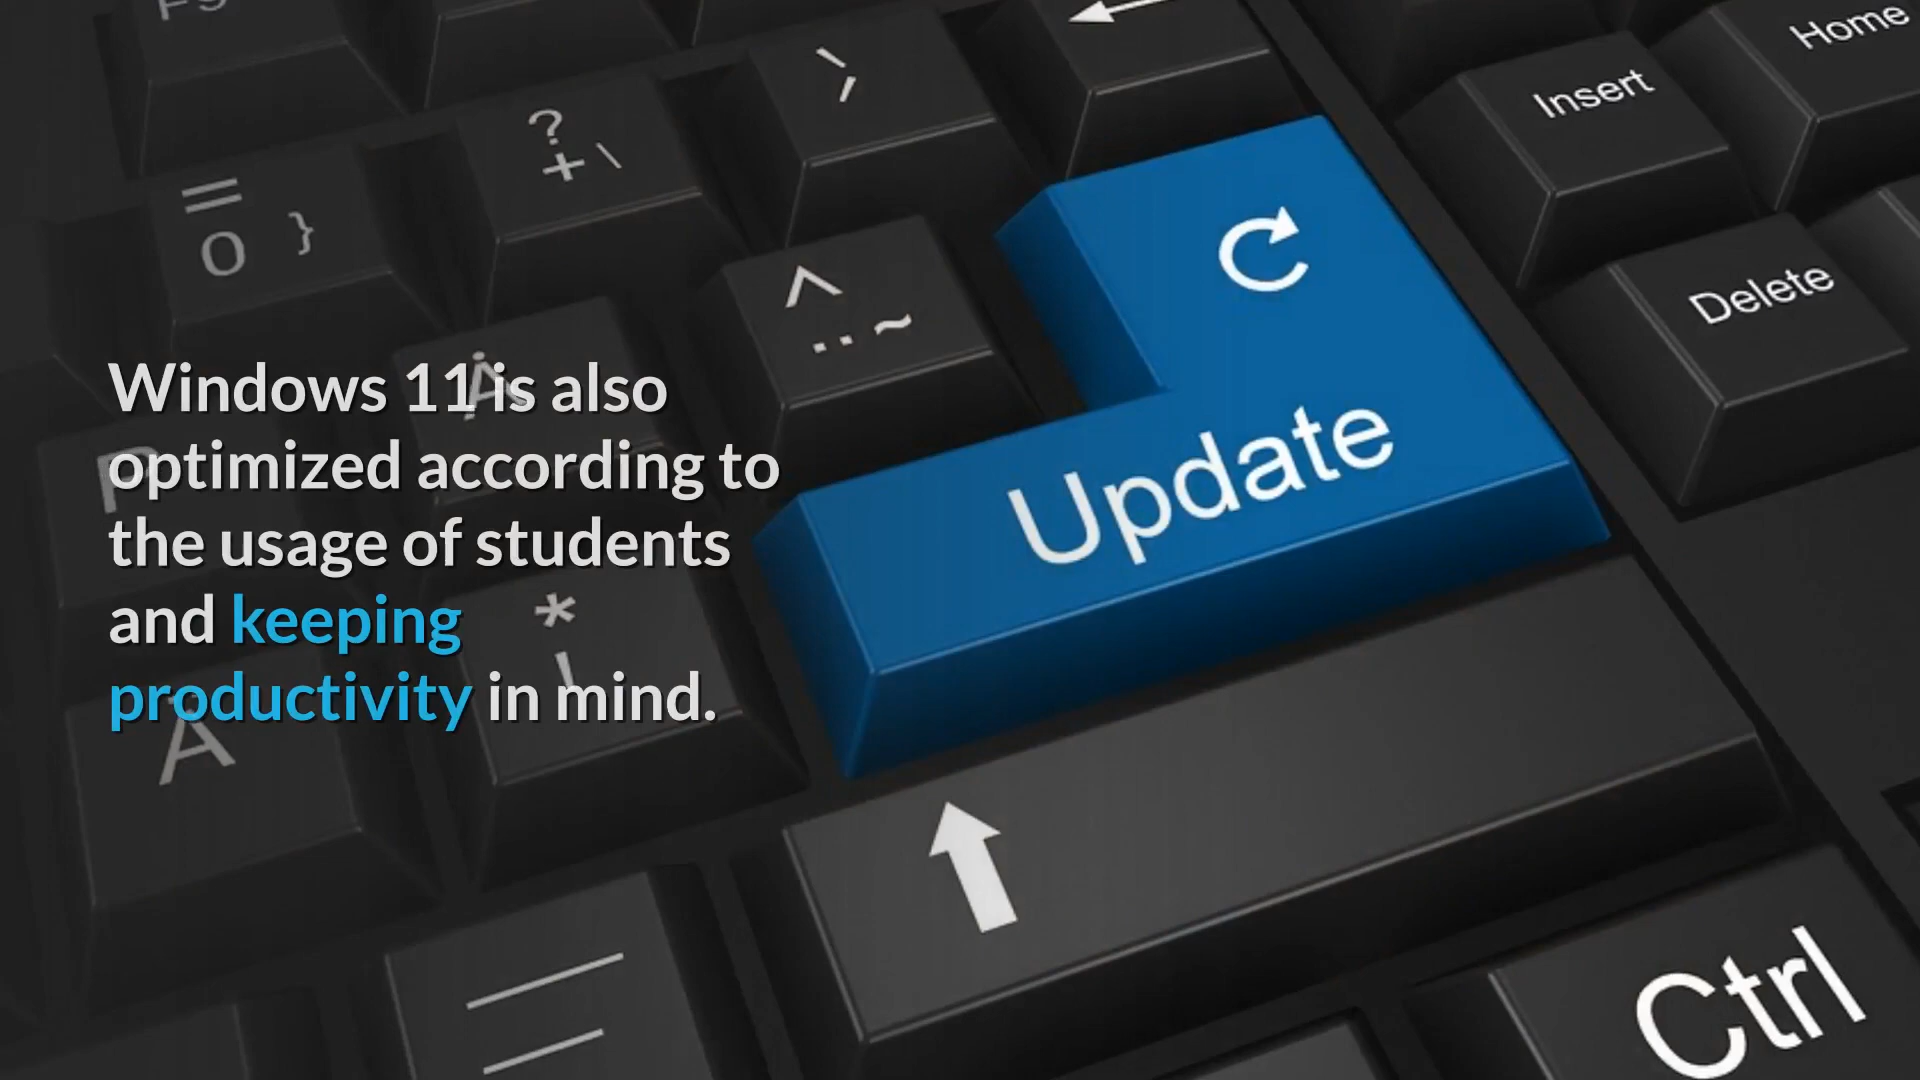 Home
Insert
?
+ \
=
0 }
^
¨ ~
Delete
Windows 11 is also
optimized according to
the usage of students
and keeping
productivity in mind.
Update
P
Å
*
Ä
Ctrl